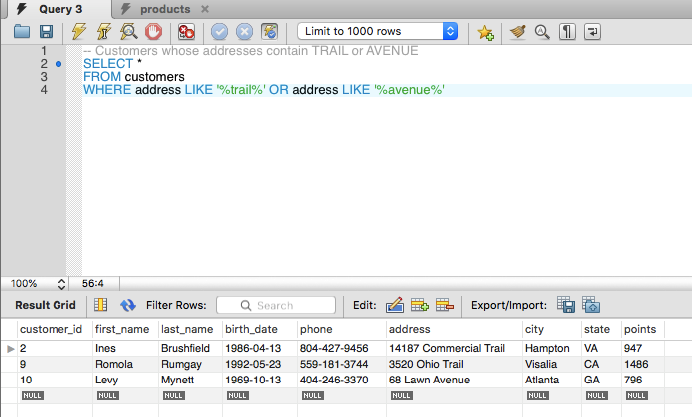 Query 3 products
Limit to 1000 rows
1 -- Customers whose addresses contain TRAIL or AVENUE
2 SELECT *
3 FROM customers
4 WHERE address LIKE '%trail%' OR address LIKE '%avenue%'
100% 56:4
Result Grid Filter Rows: Search Edit: Export/Import:
customer_id first_name last_name birth_date phone address city state points
2 Ines Brushfield 1986-04-13 804-427-9456 14187 Commercial Trail Hampton VA 947
9 Romola Rumgay 1992-05-23 559-181-3744 3520 Ohio Trail Visalia CA 1486
10 Levy Mynett 1969-10-13 404-246-3370 68 Lawn Avenue Atlanta GA 796
NULL NULL NULL NULL NULL NULL NULL NULL NULL